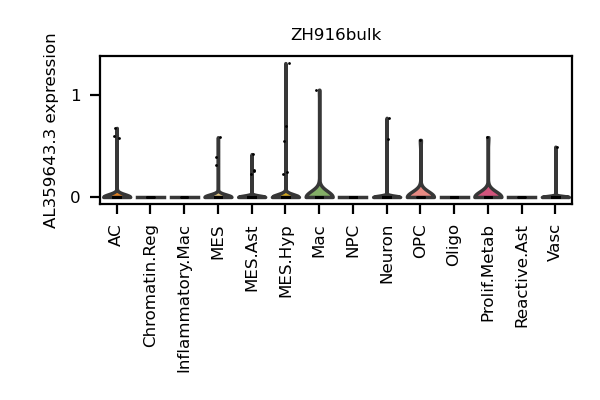 ZH916bulk
AL359643.3 expression
1
0
AC
Chromatin.Reg
Inflammatory.Mac
MES
MES.Ast
MES.Hyp
Mac
NPC
Neuron
OPC
Oligo
Prolif.Metab
Reactive.Ast
Vasc